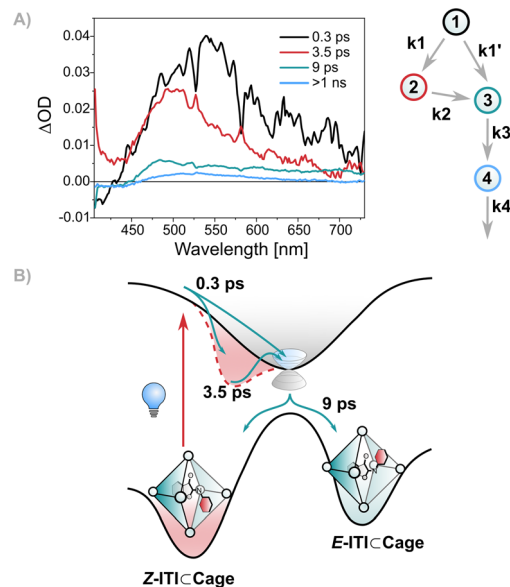 A)
0.04
0.03
0.02
0.01
0.00
-0.01
ΔOD
450 500 550 600 650 700
Wavelength [nm]
0.3 ps
3.5 ps
9 ps
>1 ns
1
k1 k1'
2 3
k2
k3
4
k4
B)
0.3 ps
3.5 ps
9 ps
Z-ITI⊂Cage
E-ITI⊂Cage